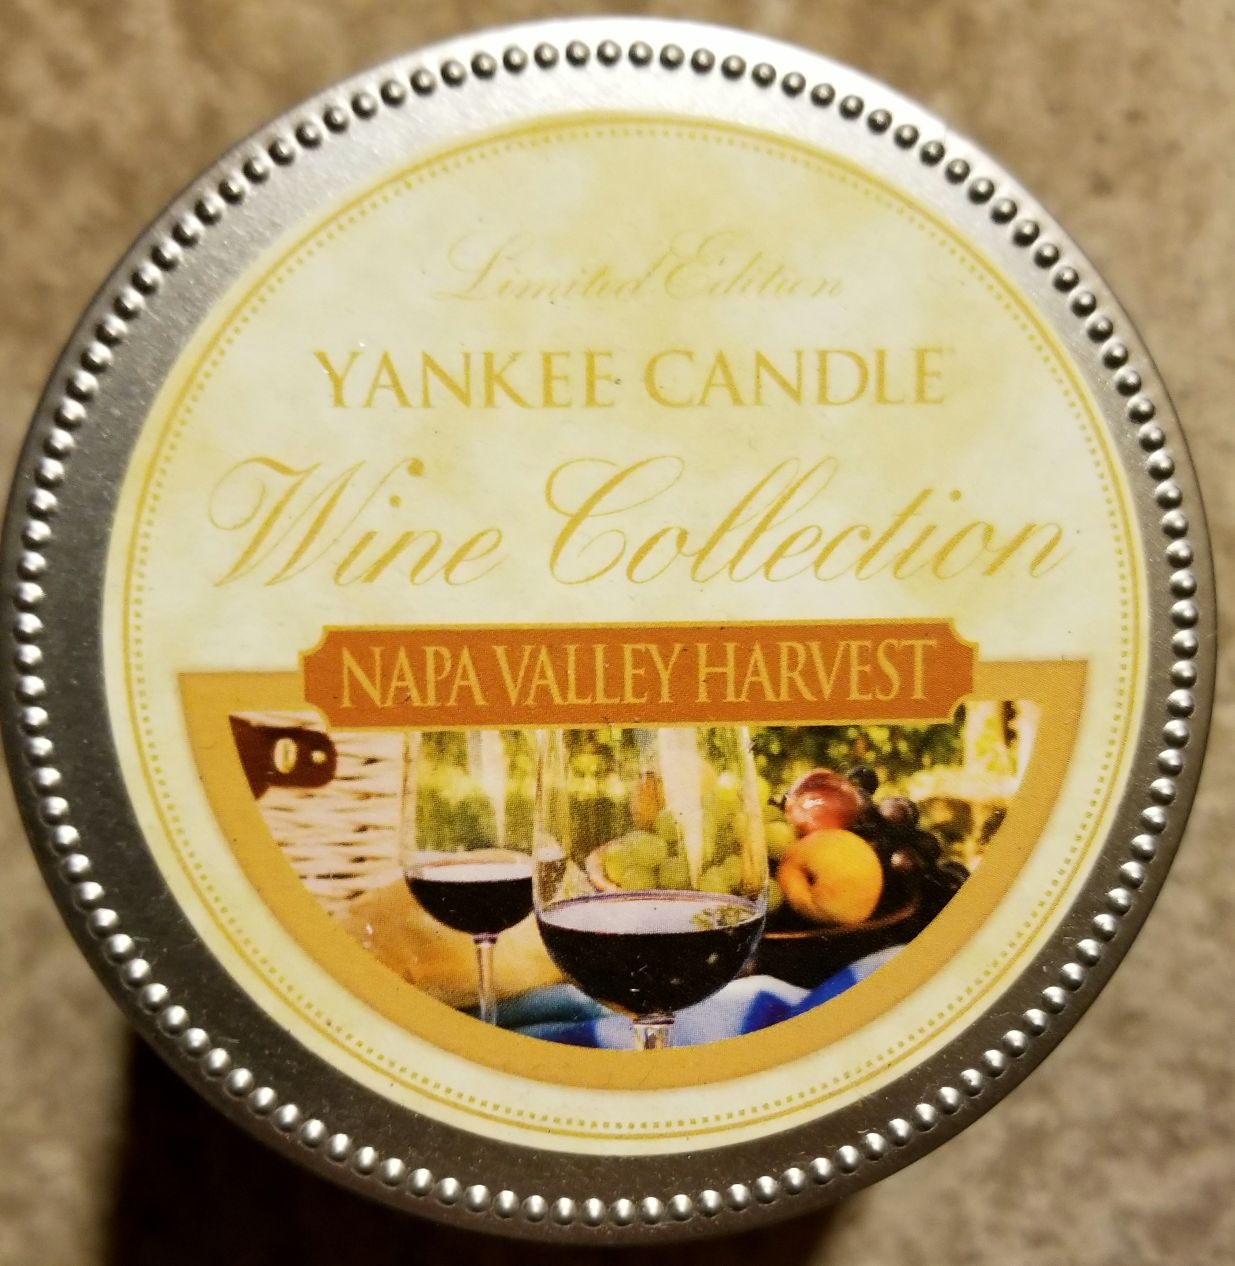 Limited Edition
YANKEE CANDLE
Wine Collection
NAPA VALLEY HARVEST